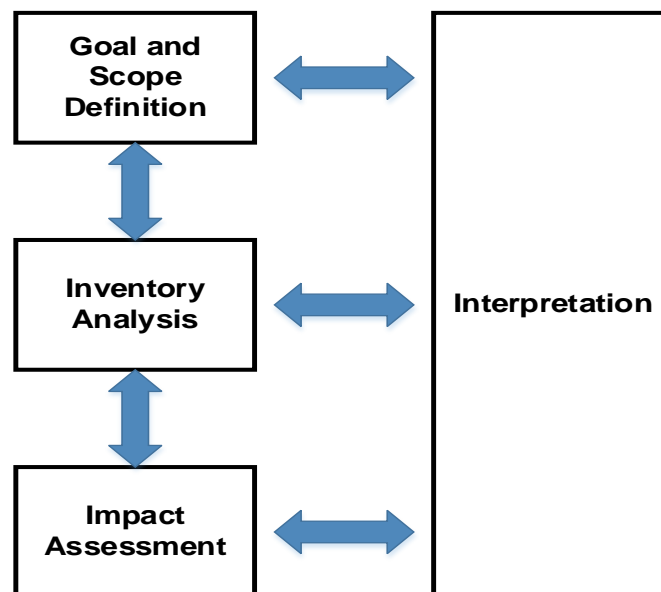 Goal and
Scope
Definition
Inventory
Analysis
Interpretation
Impact
Assessment